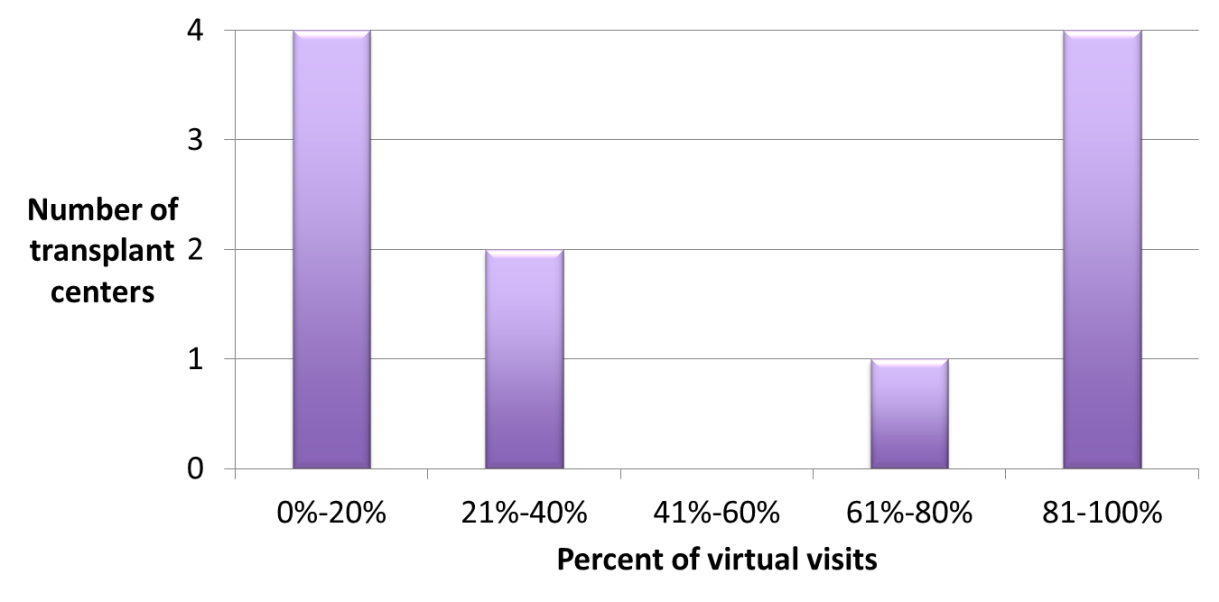 4
3
Number of
transplant 2
centers
1
0
0%-20% 21%-40% 41%-60% 61%-80% 81-100%
Percent of virtual visits